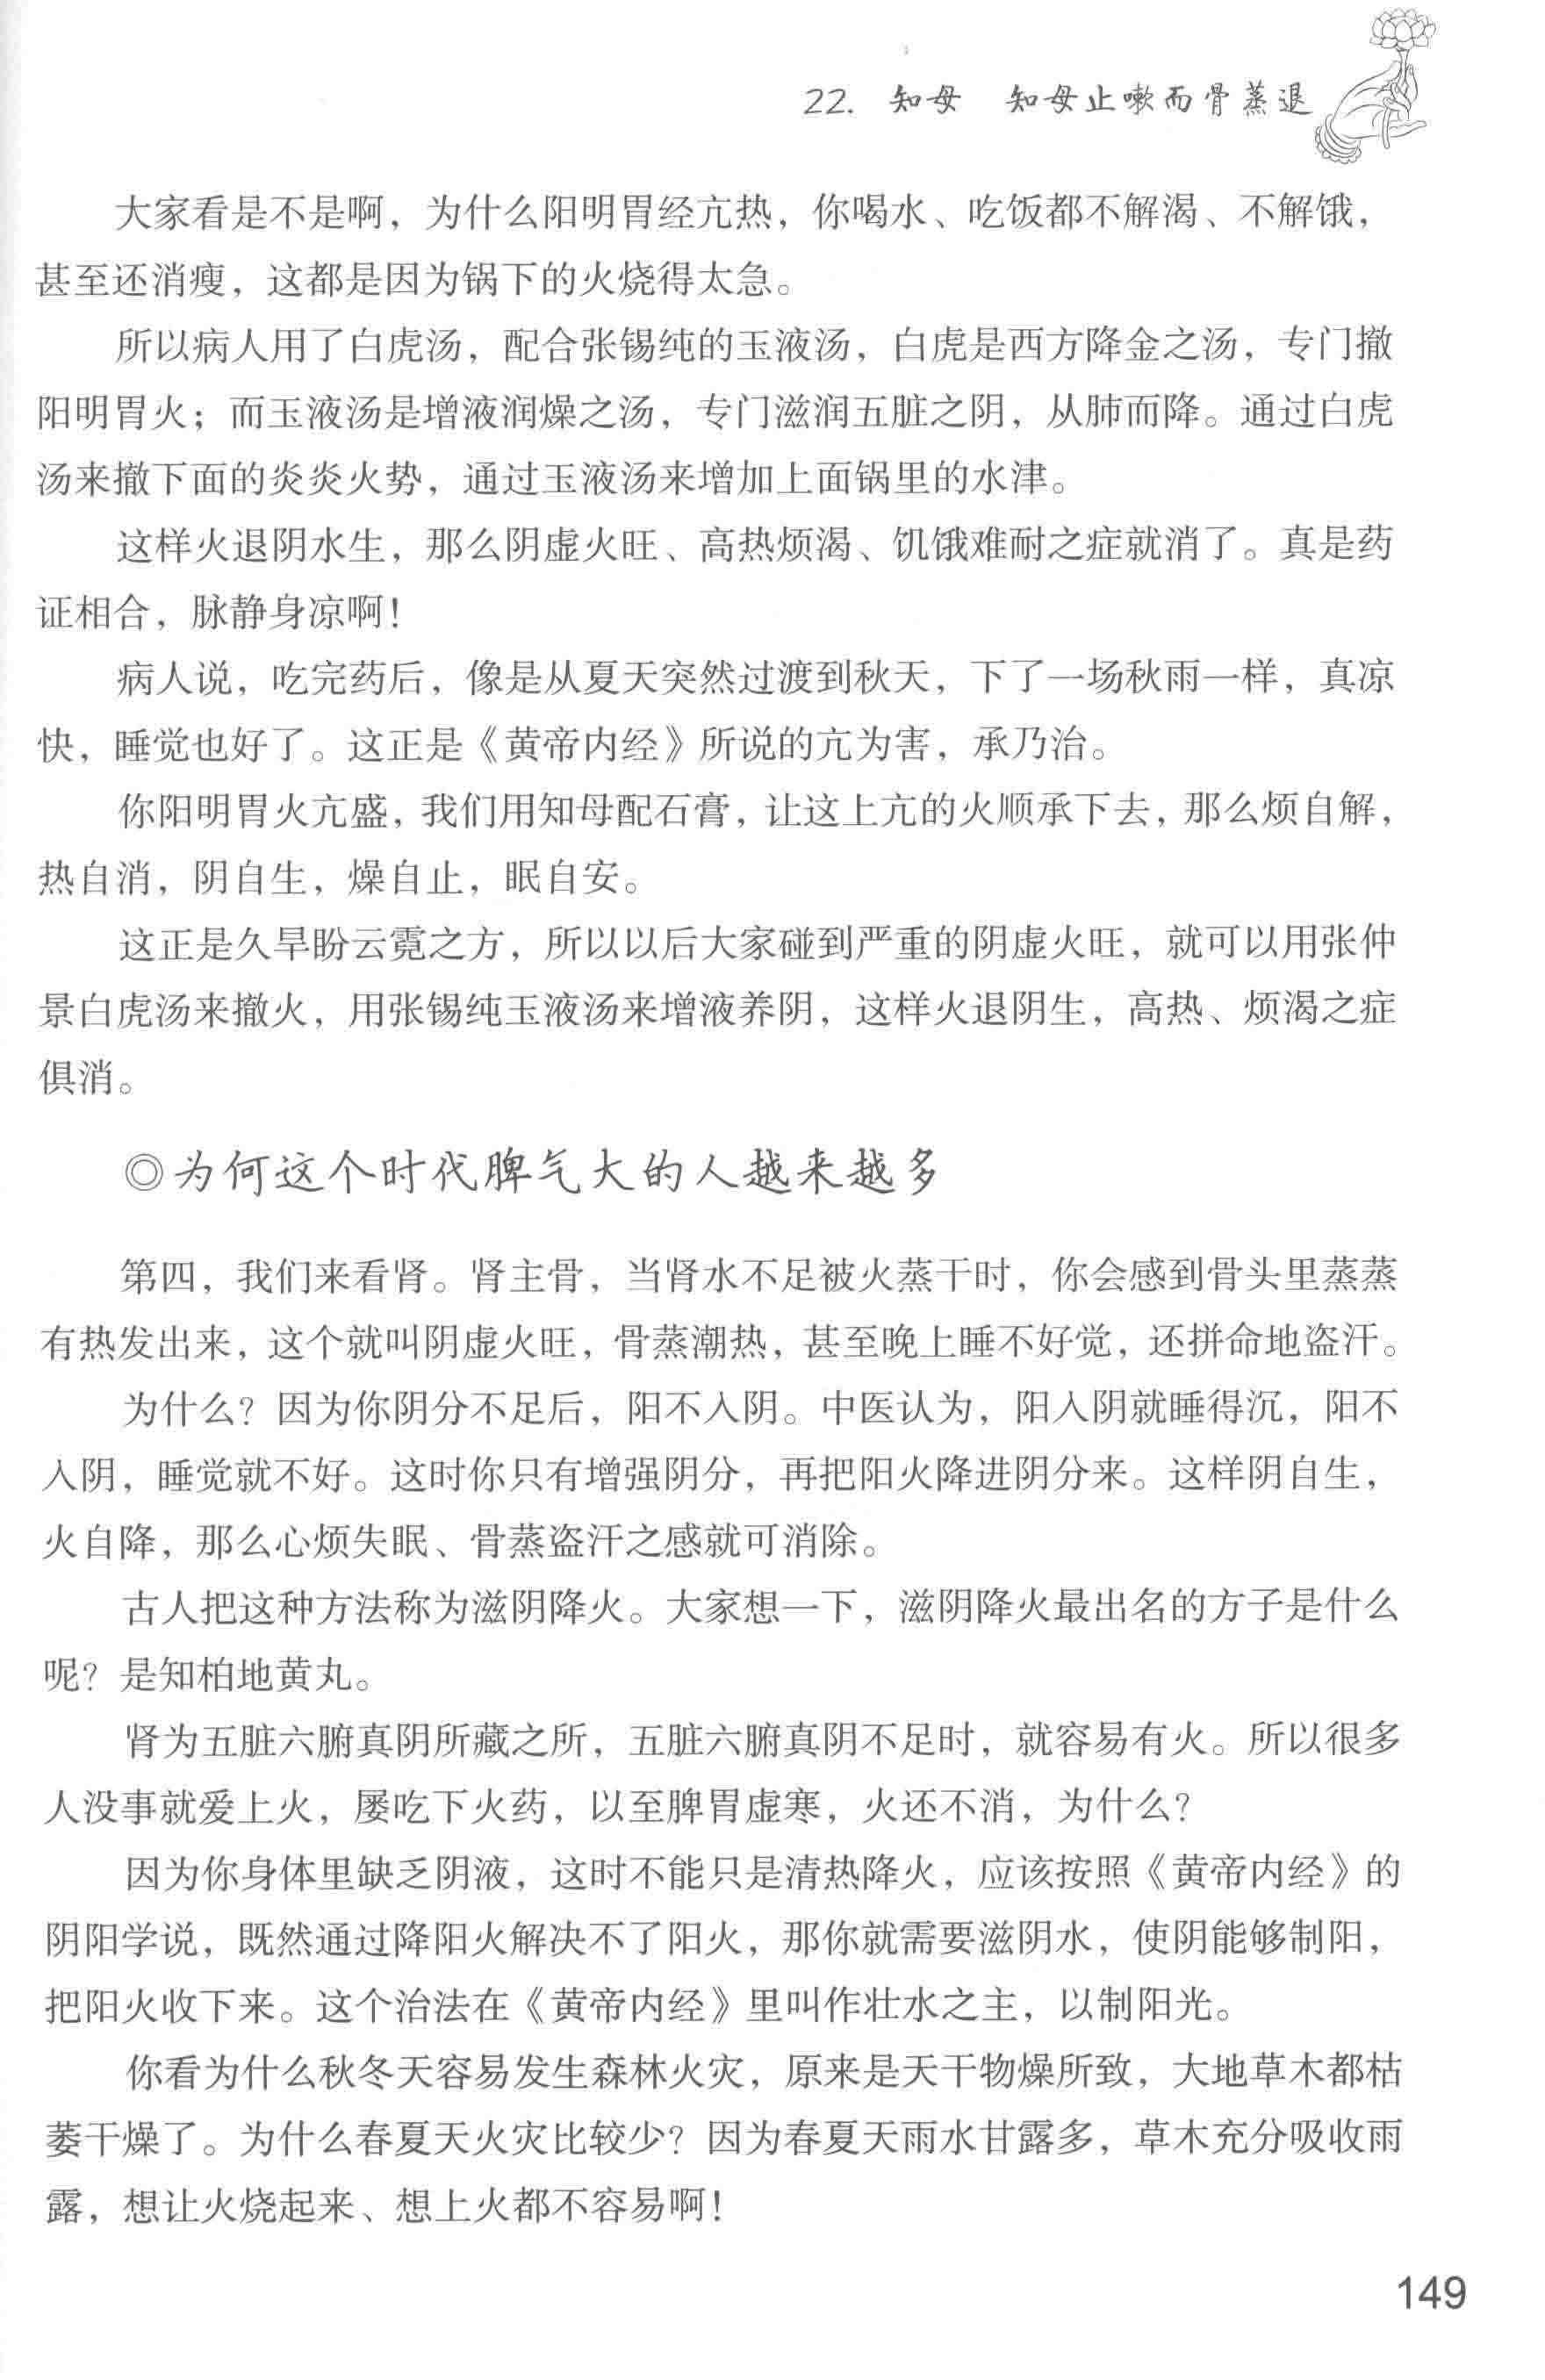 22. 知母　知母止嗽而骨蒸退
大家看是不是啊，为什么阳明胃经亢热，你喝水、吃饭都不解渴、不解饿，
甚至还消瘦，这都是因为锅下的火烧得太急。
所以病人用了白虎汤，配合张锡纯的玉液汤，白虎是西方降金之汤，专门撤
阳明胃火；而玉液汤是增液润燥之汤，专门滋润五脏之阴，从肺而降。通过白虎
汤来撤下面的炎炎火势，通过玉液汤来增加上面锅里的水津。
这样火退阴水生，那么阴虚火旺、高热烦渴、饥饿难耐之症就消了。真是药
证相合，脉静身凉啊！
病人说，吃完药后，像是从夏天突然过渡到秋天，下了一场秋雨一样，真凉
快，睡觉也好了。这正是《黄帝内经》所说的亢为害，承乃治。
你阳明胃火亢盛，我们用知母配石膏，让这上亢的火顺承下去，那么烦自解，
热自消，阴自生，燥自止，眠自安。
这正是久旱盼云霓之方，所以以后大家碰到严重的阴虚火旺，就可以用张仲
景白虎汤来撤火，用张锡纯玉液汤来增液养阴，这样火退阴生，高热、烦渴之症
俱消。
◎为何这个时代脾气大的人越来越多
第四，我们来看肾。肾主骨，当肾水不足被火蒸干时，你会感到骨头里蒸蒸
有热发出来，这个就叫阴虚火旺，骨蒸潮热，甚至晚上睡不好觉，还拼命地盗汗。
为什么？因为你阴分不足后，阳不入阴。中医认为，阳入阴就睡得沉，阳不
入阴，睡觉就不好。这时你只有增强阴分，再把阳火降进阴分来。这样阴自生，
火自降，那么心烦失眠、骨蒸盗汗之感就可消除。
古人把这种方法称为滋阴降火。大家想一下，滋阴降火最出名的方子是什么
呢？是知柏地黄丸。
肾为五脏六腑真阴所藏之所，五脏六腑真阴不足时，就容易有火。所以很多
人没事就爱上火，屡吃下火药，以至脾胃虚寒，火还不消，为什么？
因为你身体里缺乏阴液，这时不能只是清热降火，应该按照《黄帝内经》的
阴阳学说，既然通过降阳火解决不了阳火，那你就需要滋阴水，使阴能够制阳，
把阳火收下来。这个治法在《黄帝内经》里叫作壮水之主，以制阳光。
你看为什么秋冬天容易发生森林火灾，原来是天干物燥所致，大地草木都枯
萎干燥了。为什么春夏天火灾比较少？因为春夏天雨水甘露多，草木充分吸收雨
露，想让火烧起来、想上火都不容易啊！
149